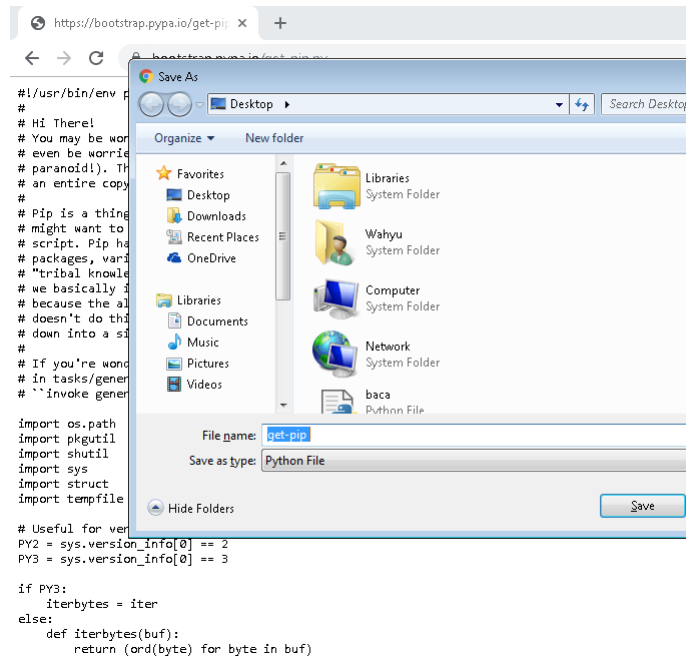 https://bootstrap.pypa.io/get-pip
Save As
Desktop
Search Desktop
Organize
New folder
Favorites
Desktop
Downloads
Recent Places
OneDrive
Libraries
Documents
Music
Pictures
Videos
Libraries
System Folder
Wahyu
System Folder
Computer
System Folder
Network
System Folder
baca
Python File
File name: get-pip
Save as type: Python File
Hide Folders
Save
#!/usr/bin/env p
#
# Hi There!
# You may be wor
# even be worrie
# paranoid!). Th
# an entire copy
#
# Pip is a thing
# might want to
# script. Pip ha
# packages, vari
# "tribal knowle
# we basically i
# because the al
# doesn't do thi
# down into a si
#
# If you're wond
# in tasks/gener
# ``invoke gener
import os.path
import pkgutil
import shutil
import sys
import struct
import tempfile
# Useful for ver
PY2 = sys.version_info[0] == 2
PY3 = sys.version_info[0] == 3
if PY3:
    iterbytes = iter
else:
    def iterbytes(buf):
        return (ord(byte) for byte in buf)